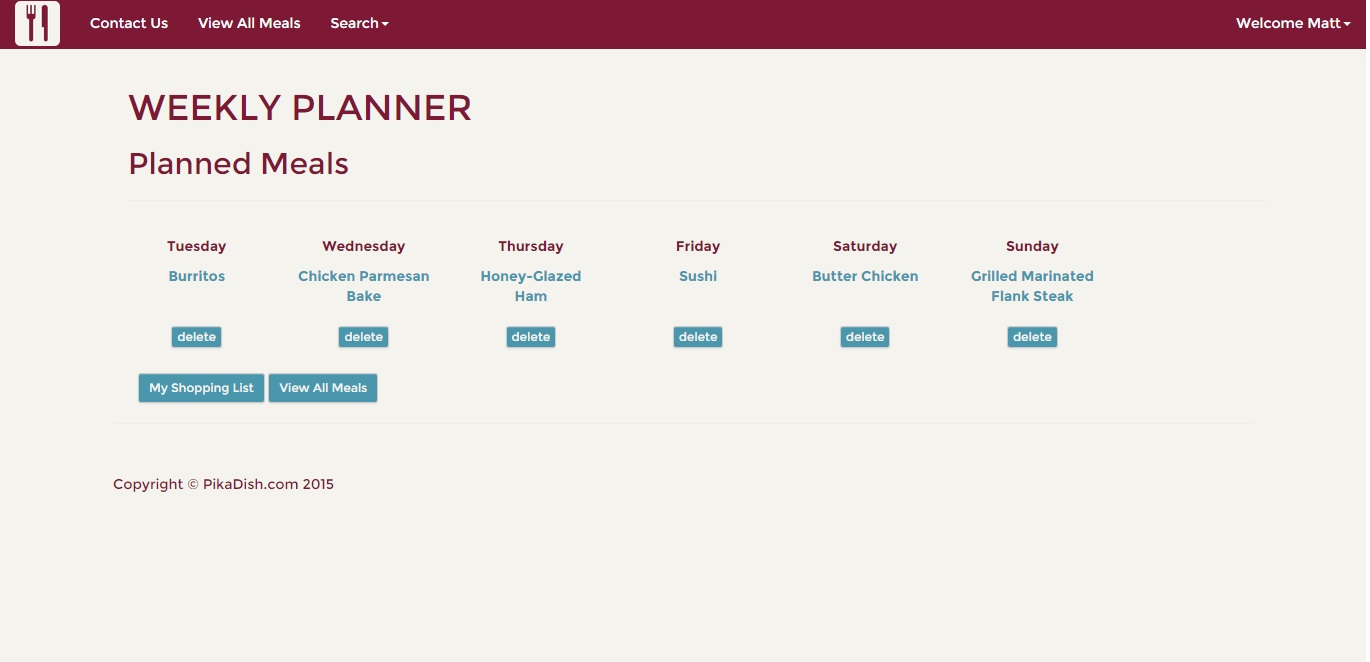 Contact Us View All Meals Search Welcome Matt
WEEKLY PLANNER
Planned Meals
Tuesday Wednesday Thursday Friday Saturday Sunday
Burritos Chicken Parmesan Honey-Glazed Sushi Butter Chicken Grilled Marinated
Bake Ham Flank Steak
delete delete delete delete delete delete
My Shopping List View All Meals
Copyright © PikaDish.com 2015